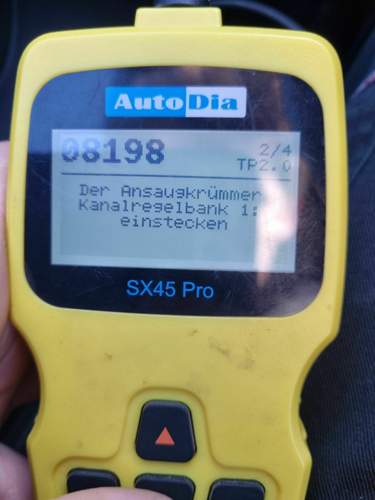 AutoDia
08198
2/4
TP2.0
Der Ansaugkrümmer
Kanalregelbank 1:
einstecken
SX45 Pro